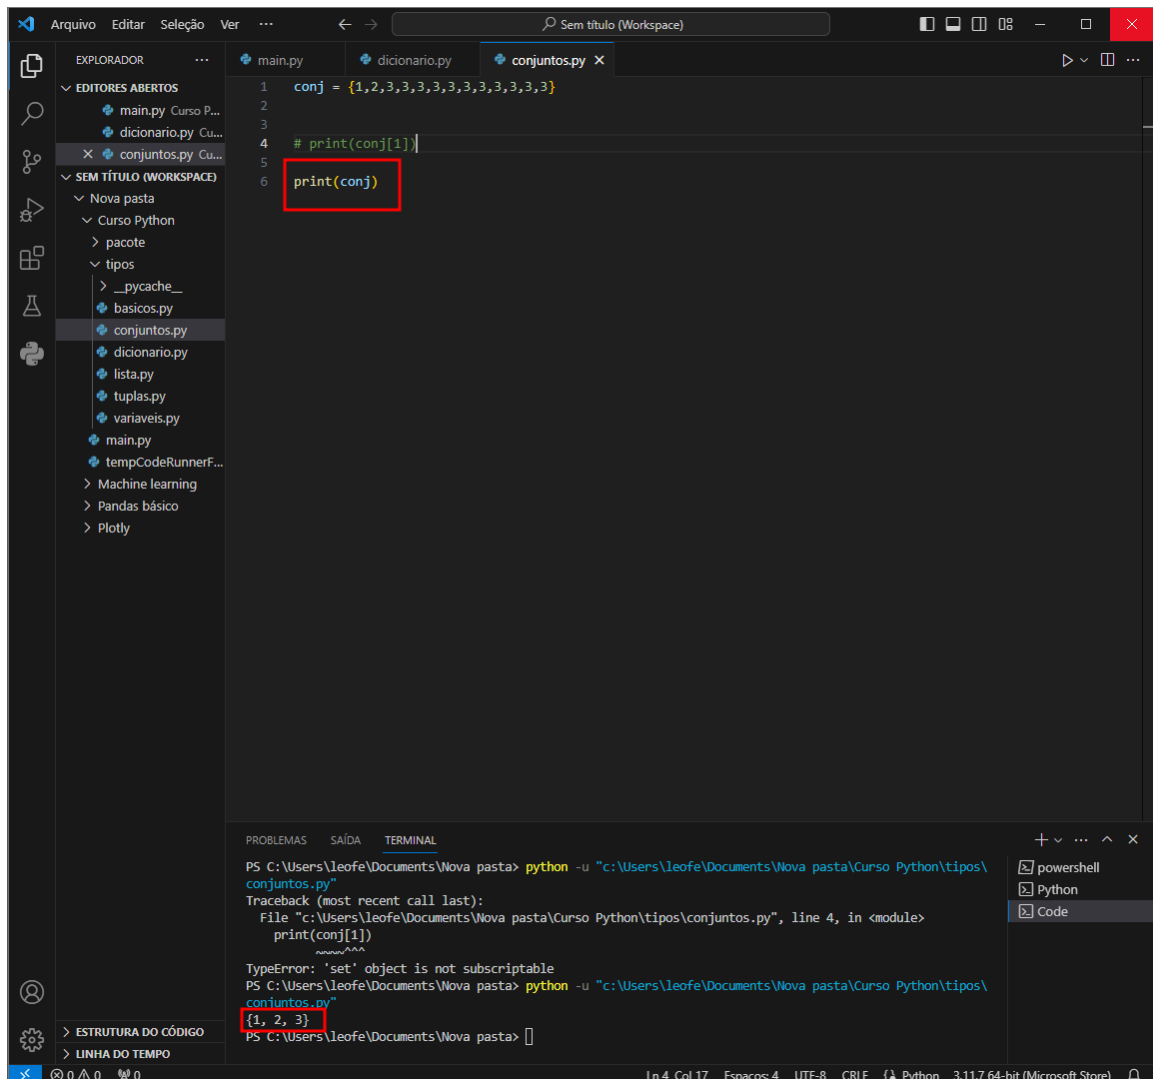 Arquivo Editar Seleção Ver ··· Sem título (Workspace)
EXPLORADOR ···
EDITORES ABERTOS
main.py Curso P...
dicionario.py Cu...
conjuntos.py Cu...
SEM TÍTULO (WORKSPACE)
Nova pasta
Curso Python
pacote
tipos
__pycache__
basicos.py
conjuntos.py
dicionario.py
lista.py
tuplas.py
variaveis.py
main.py
tempCodeRunnerF...
Machine learning
Pandas básico
Plotly
ESTRUTURA DO CÓDIGO
LINHA DO TEMPO
main.py dicionario.py conjuntos.py
1 conj = {1,2,3,3,3,3,3,3,3,3,3,3,3}
2
3
4 # print(conj[1])
5
6 print(conj)
PROBLEMAS SAÍDA TERMINAL
PS C:\Users\leofe\Documents\Nova pasta> python -u "c:\Users\leofe\Documents\Nova pasta\Curso Python\tipos\
conjuntos.py"
Traceback (most recent call last):
File "c:\Users\leofe\Documents\Nova pasta\Curso Python\tipos\conjuntos.py", line 4, in <module>
print(conj[1])
~~~~^^^
TypeError: 'set' object is not subscriptable
PS C:\Users\leofe\Documents\Nova pasta> python -u "c:\Users\leofe\Documents\Nova pasta\Curso Python\tipos\
conjuntos.py"
{1, 2, 3}
PS C:\Users\leofe\Documents\Nova pasta>
powershell
Python
Code
0 0 0 Ln 4, Col 17 Espaços: 4 UTF-8 CRLF Python 3.11.7 64-bit (Microsoft Store)